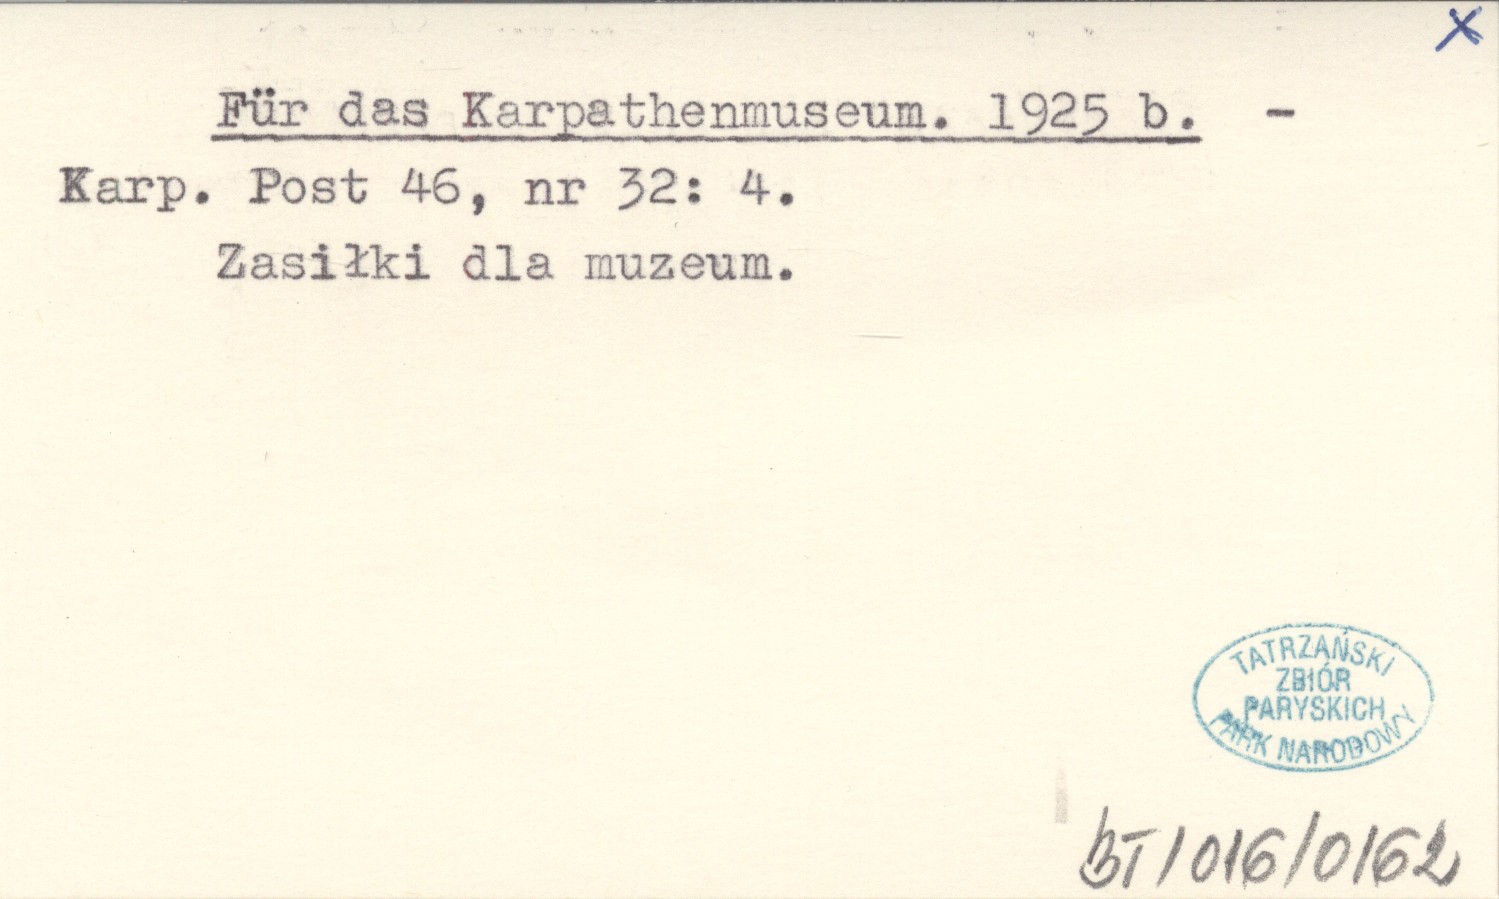 x
Für das Karpathenmuseum. 1925 b. -
Karp. Post 46, nr 32: 4.
Zasiłki dla muzeum.
TATRZAŃSKI
ZBIÓR
PARYSKICH
PARK NARODOWY
BT/016/0162